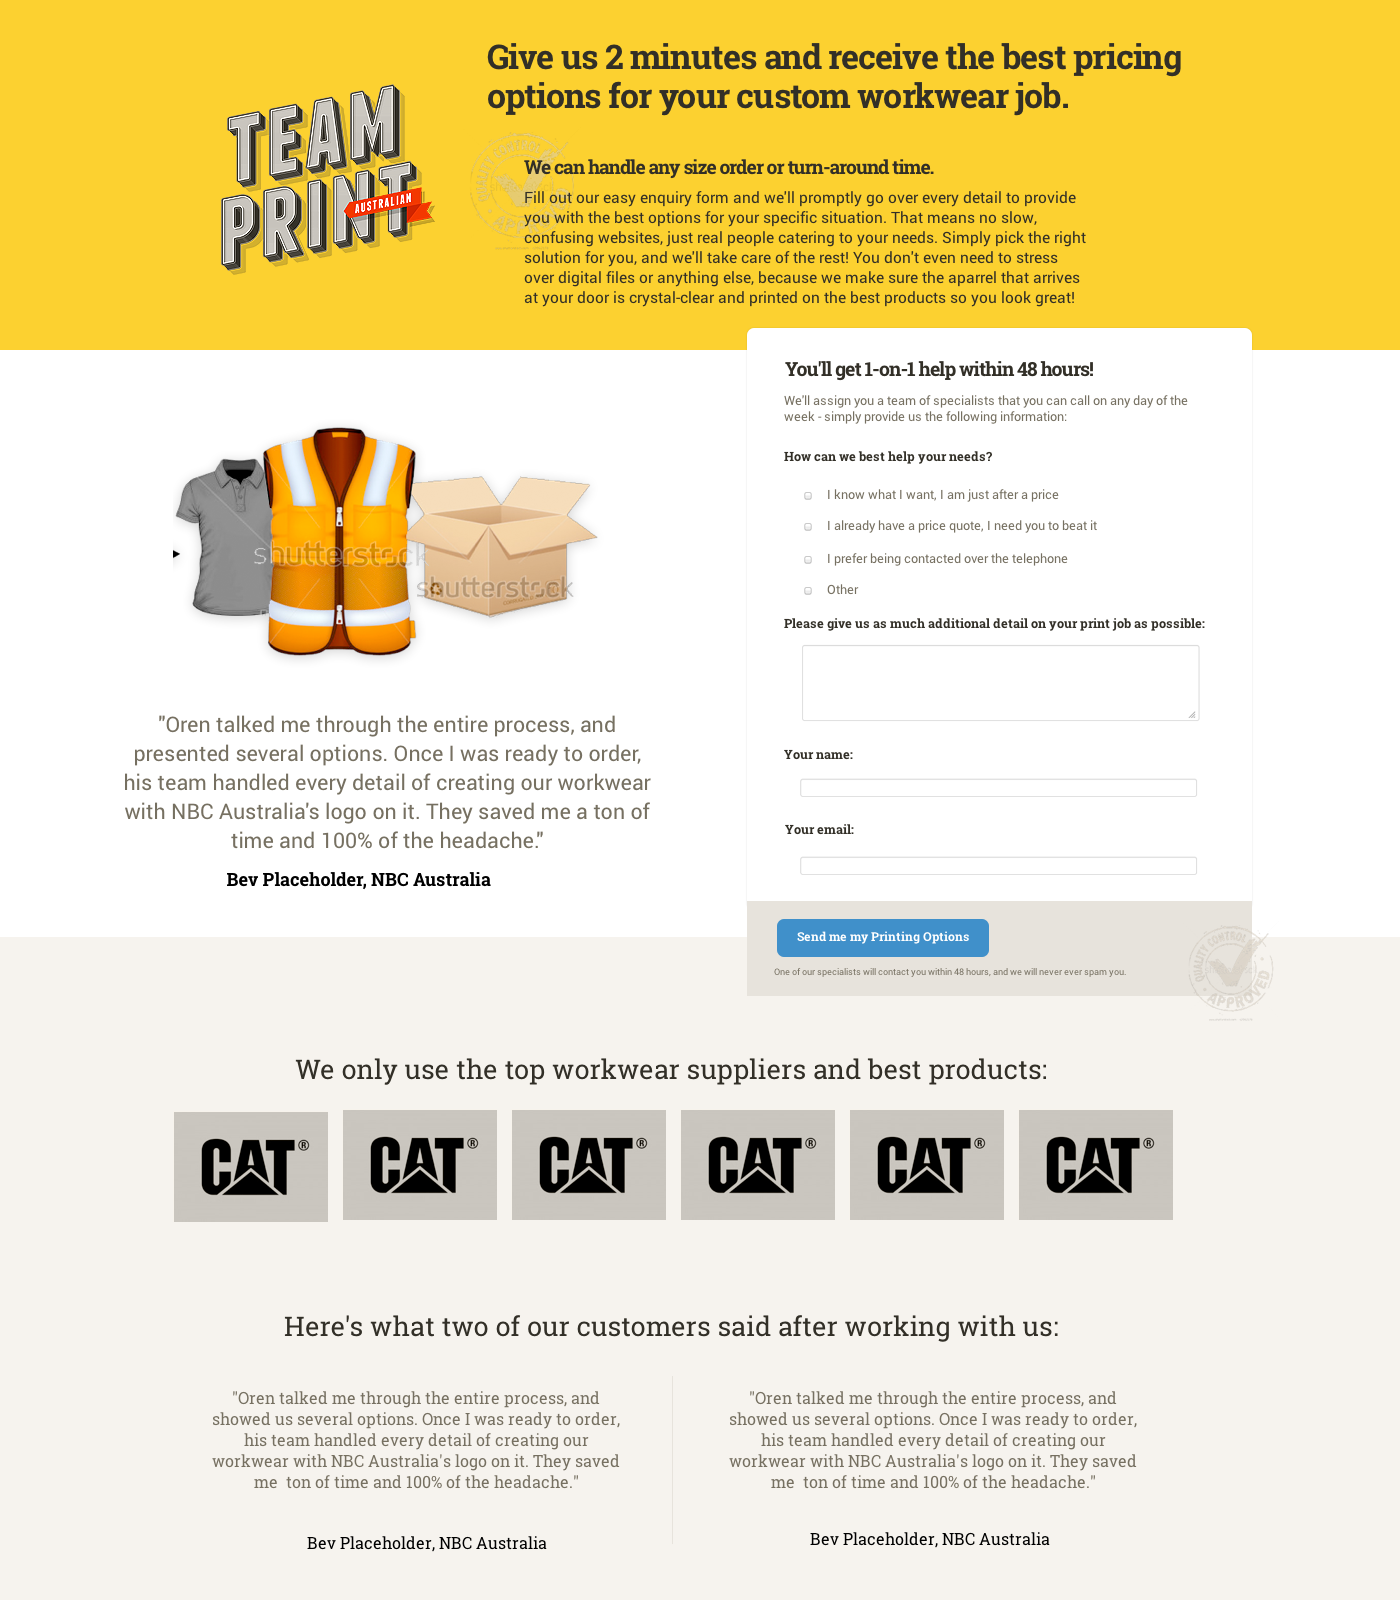 Give us 2 minutes and receive the best pricing
options for your custom workwear job.
TEAM
PRINT
AUSTRALIAN
QUALITY CONTROL
We can handle any size order or turn-around time.
Fill out our easy enquiry form and we'll promptly go over every detail to provide
you with the best options for your specific situation. That means no slow,
confusing websites, just real people catering to your needs. Simply pick the right
solution for you, and we'll take care of the rest! You don't even need to stress
over digital files or anything else, because we make sure the aparrel that arrives
at your door is crystal-clear and printed on the best products so you look great!
APPROVED
You'll get 1-on-1 help within 48 hours!
We'll assign you a team of specialists that you can call on any day of the
week - simply provide us the following information:
How can we best help your needs?
I know what I want, I am just after a price
I already have a price quote, I need you to beat it
I prefer being contacted over the telephone
Other
Please give us as much additional detail on your print job as possible:
Your name:
Your email:
Send me my Printing Options
One of our specialists will contact you within 48 hours, and we will never ever spam you.
QUALITY CONTROL
APPROVED
shutterstock
shutterstock
"Oren talked me through the entire process, and
presented several options. Once I was ready to order,
his team handled every detail of creating our workwear
with NBC Australia's logo on it. They saved me a ton of
time and 100% of the headache."
Bev Placeholder, NBC Australia
We only use the top workwear suppliers and best products:
CAT® CAT® CAT® CAT® CAT® CAT®
Here's what two of our customers said after working with us:
"Oren talked me through the entire process, and
showed us several options. Once I was ready to order,
his team handled every detail of creating our
workwear with NBC Australia's logo on it. They saved
me  ton of time and 100% of the headache."
Bev Placeholder, NBC Australia
"Oren talked me through the entire process, and
showed us several options. Once I was ready to order,
his team handled every detail of creating our
workwear with NBC Australia's logo on it. They saved
me  ton of time and 100% of the headache."
Bev Placeholder, NBC Australia